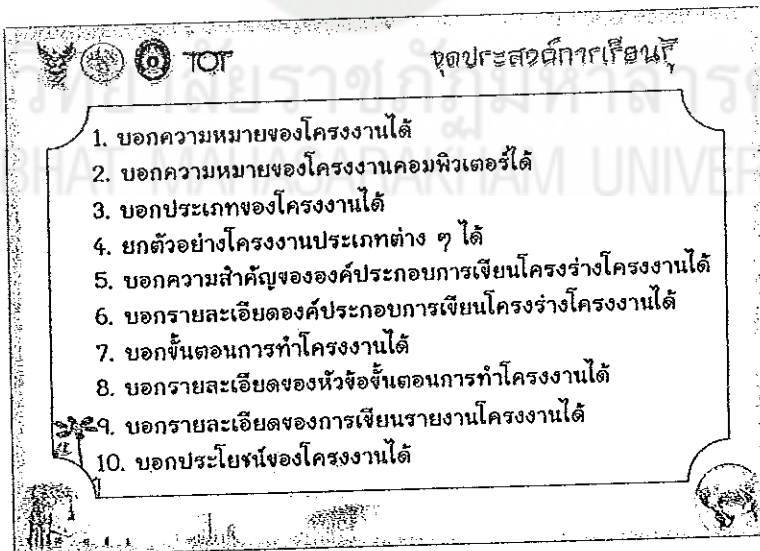 TOT
จุดประสงค์การเรียนรู้
1. บอกความหมายของโครงงานได้
2. บอกความหมายของโครงงานคอมพิวเตอร์ได้
3. บอกประเภทของโครงงานได้
4. ยกตัวอย่างโครงงานประเภทต่าง ๆ ได้
5. บอกความสำคัญขององค์ประกอบการเขียนโครงร่างโครงงานได้
6. บอกรายละเอียดองค์ประกอบการเขียนโครงร่างโครงงานได้
7. บอกขั้นตอนการทำโครงงานได้
8. บอกรายละเอียดของหัวข้อขั้นตอนการทำโครงงานได้
9. บอกรายละเอียดของการเขียนรายงานโครงงานได้
10. บอกประโยชน์ของโครงงานได้